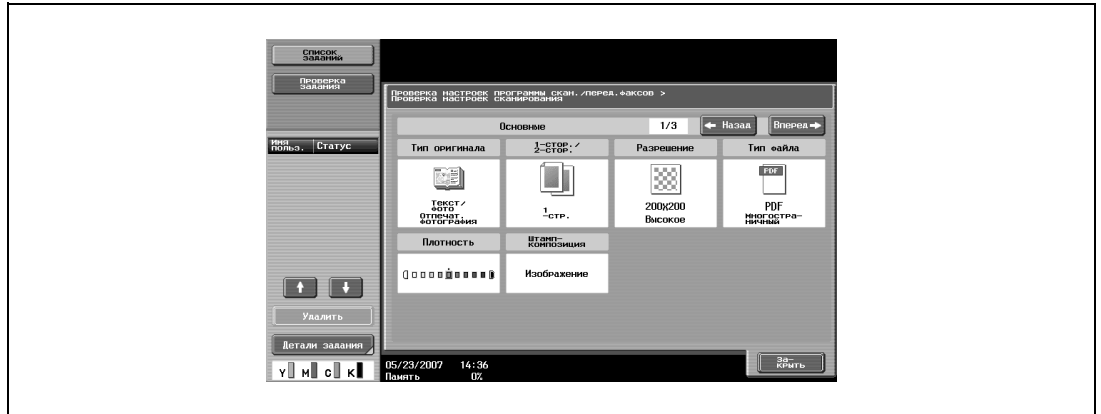 Список
заданий
Проверка
задания
Имя
польз.
Статус
Удалить
Детали задания
Y M C K
Проверка настроек программы скан./перед.факсов >
Проверка настроек сканирования
Основные
1/3
Назад
Вперед
Тип оригинала
1-стор./
2-стор.
Разрешение
Тип файла
PDF
Текст/
Фото
Отпечат.
фотография
1
-стр.
200X200
Высокое
PDF
многостра-
ничный
Плотность
Штамп-
композиция
Изображение
05/23/2007 14:36
Память 0%
За-
крыть